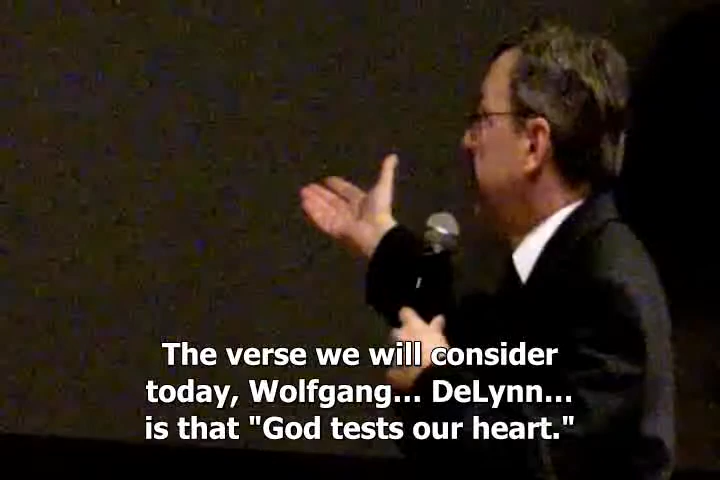 The verse we will consider
today, Wolfgang... DeLynn...
is that "God tests our heart."